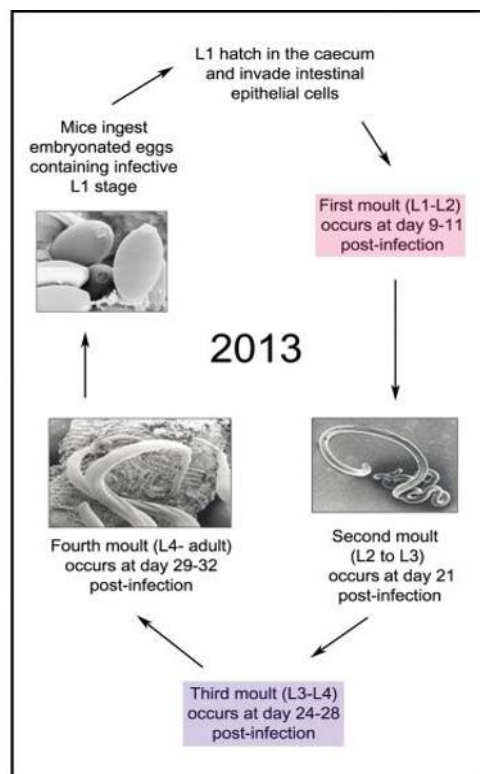 L1 hatch in the caecum
and invade intestinal
epithelial cells
Mice ingest
embryonated eggs
containing infective
L1 stage
First moult (L1-L2)
occurs at day 9-11
post-infection
2013
Fourth moult (L4- adult)
occurs at day 29-32
post-infection
Second moult
(L2 to L3)
occurs at day 21
post-infection
Third moult (L3-L4)
occurs at day 24-28
post-infection